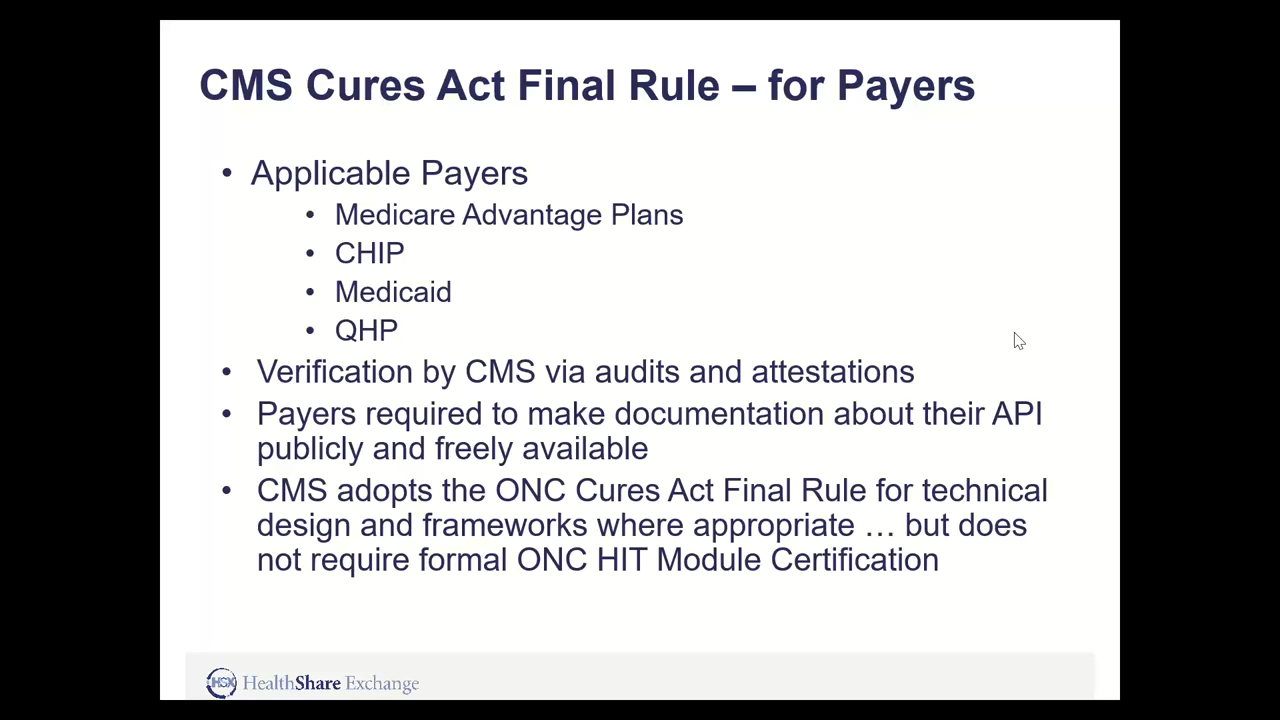 CMS Cures Act Final Rule – for Payers
• Applicable Payers
• Medicare Advantage Plans
• CHIP
• Medicaid
• QHP
• Verification by CMS via audits and attestations
• Payers required to make documentation about their API
publicly and freely available
• CMS adopts the ONC Cures Act Final Rule for technical
design and frameworks where appropriate … but does
not require formal ONC HIT Module Certification
HSX HealthShare Exchange